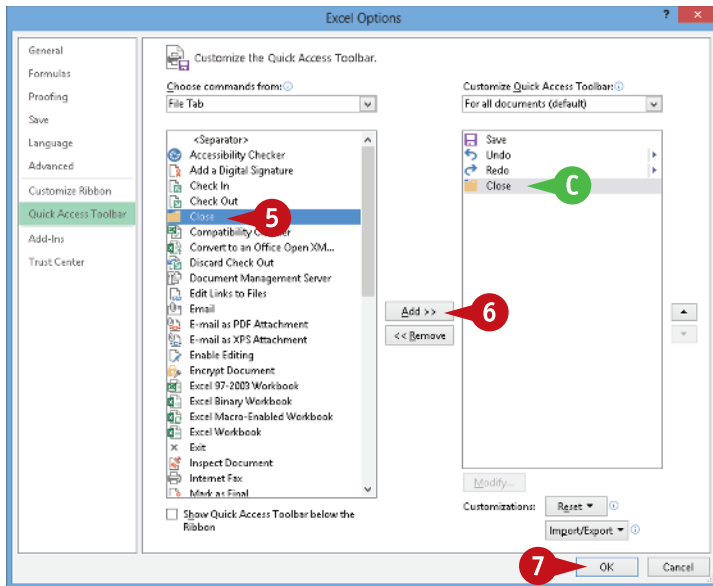 Excel Options
?
General
Formulas
Proofing
Save
Language
Advanced
Customize Ribbon
Quick Access Toolbar
Add-Ins
Trust Center
Customize the Quick Access Toolbar.
Choose commands from:
File Tab
<Separator>
Accessibility Checker
Add a Digital Signature
Check In
Check Out
Close
5
Compatibility
Convert to an Office Open XM...
Discard Check Out
Document Management Server
Edit Links to Files
Email
E-mail as PDF Attachment
E-mail as XPS Attachment
Enable Editing
Encrypt Document
Excel 97-2003 Workbook
Excel Binary Workbook
Excel Macro-Enabled Workbook
Excel Workbook
Exit
Inspect Document
Internet Fax
Mark as Final
Show Quick Access Toolbar below the
Ribbon
Add >>
6
<< Remove
Customize Quick Access Toolbar:
For all documents (default)
Save
Undo
Redo
Close
C
Modify...
Customizations:
Reset
Import/Export
7
OK
Cancel